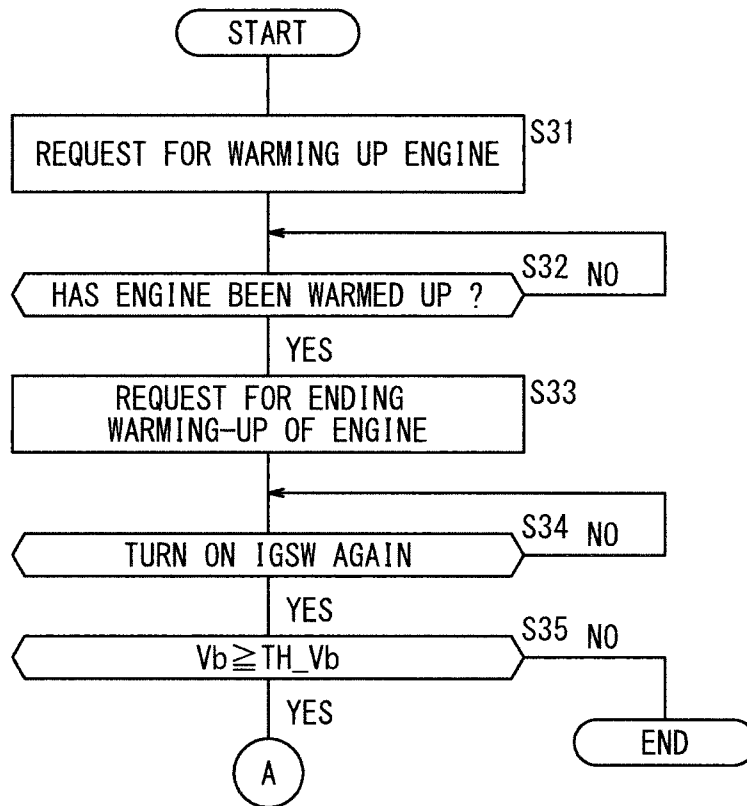 START
REQUEST FOR WARMING UP ENGINE
S31
HAS ENGINE BEEN WARMED UP ?
S32
NO
YES
REQUEST FOR ENDING
WARMING-UP OF ENGINE
S33
TURN ON IGSW AGAIN
S34
NO
YES
Vb≧TH_Vb
S35
NO
YES
A
END